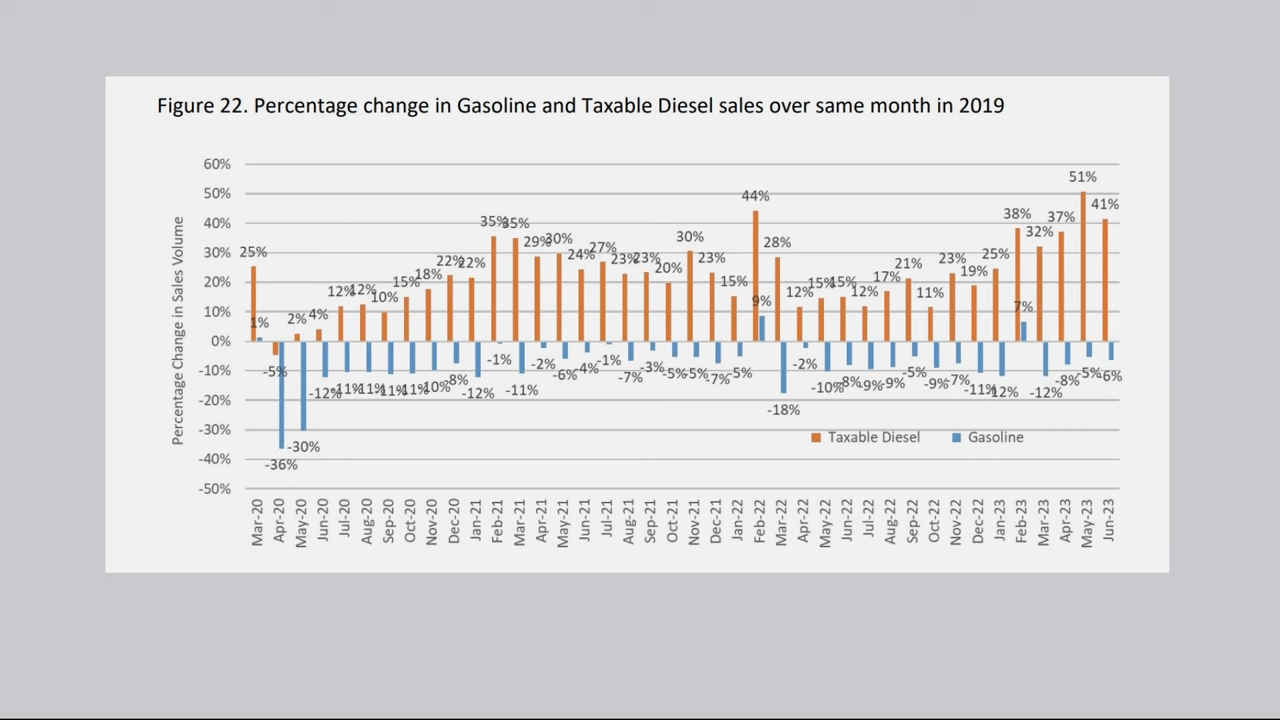 Figure 22. Percentage change in Gasoline and Taxable Diesel sales over same month in 2019
Percentage Change in Sales Volume
60%
50%
40%
30%
20%
10%
0%
-10%
-20%
-30%
-40%
-50%
25% -5% 2% 4% 12% 12% 10% 15% 18% 22% 22% 35% 35% 29% 30% 24% 27% 23% 23% 20% 30% 23% 15% 44% 28% 12% 15% 15% 12% 17% 21% 11% 23% 19% 25% 38% 32% 37% 51% 41%
1% -36% -30% -12% -11% -11% -11% -11% -10% -8% -12% -1% -11% -2% -6% -4% -1% -7% -3% -5% -5% -7% -5% 9% -18% -2% -10% -8% -9% -9% -5% -9% -7% -11% -12% 7% -12% -8% -5% -6%
Taxable Diesel Gasoline
Mar-20 Apr-20 May-20 Jun-20 Jul-20 Aug-20 Sep-20 Oct-20 Nov-20 Dec-20 Jan-21 Feb-21 Mar-21 Apr-21 May-21 Jun-21 Jul-21 Aug-21 Sep-21 Oct-21 Nov-21 Dec-21 Jan-22 Feb-22 Mar-22 Apr-22 May-22 Jun-22 Jul-22 Aug-22 Sep-22 Oct-22 Nov-22 Dec-22 Jan-23 Feb-23 Mar-23 Apr-23 May-23 Jun-23